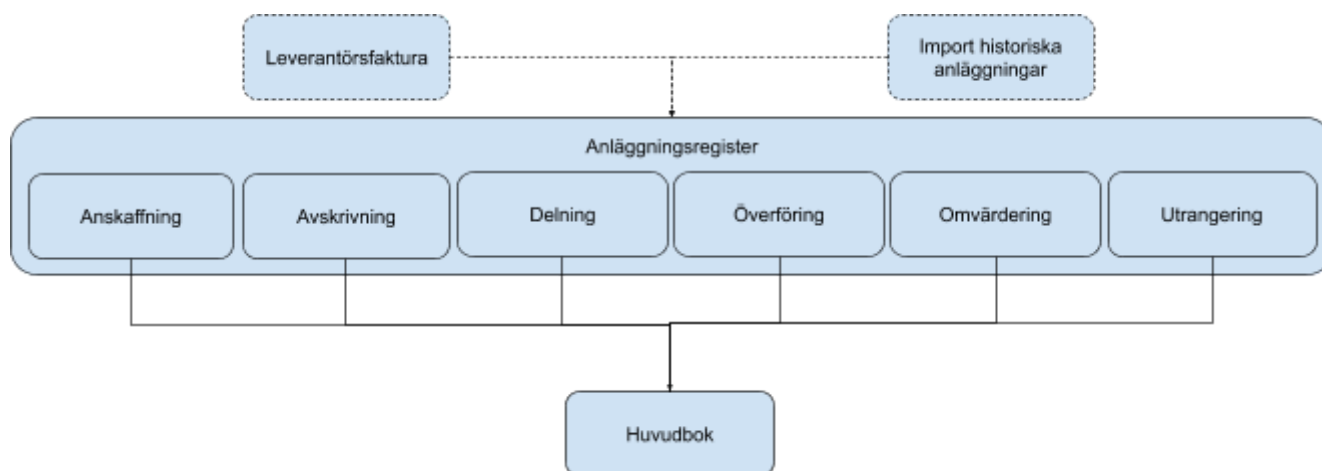 Leverantörsfaktura
Import historiska
anläggningar
Anläggningsregister
Anskaffning
Avskrivning
Delning
Överföring
Omvärdering
Utrangering
Huvudbok